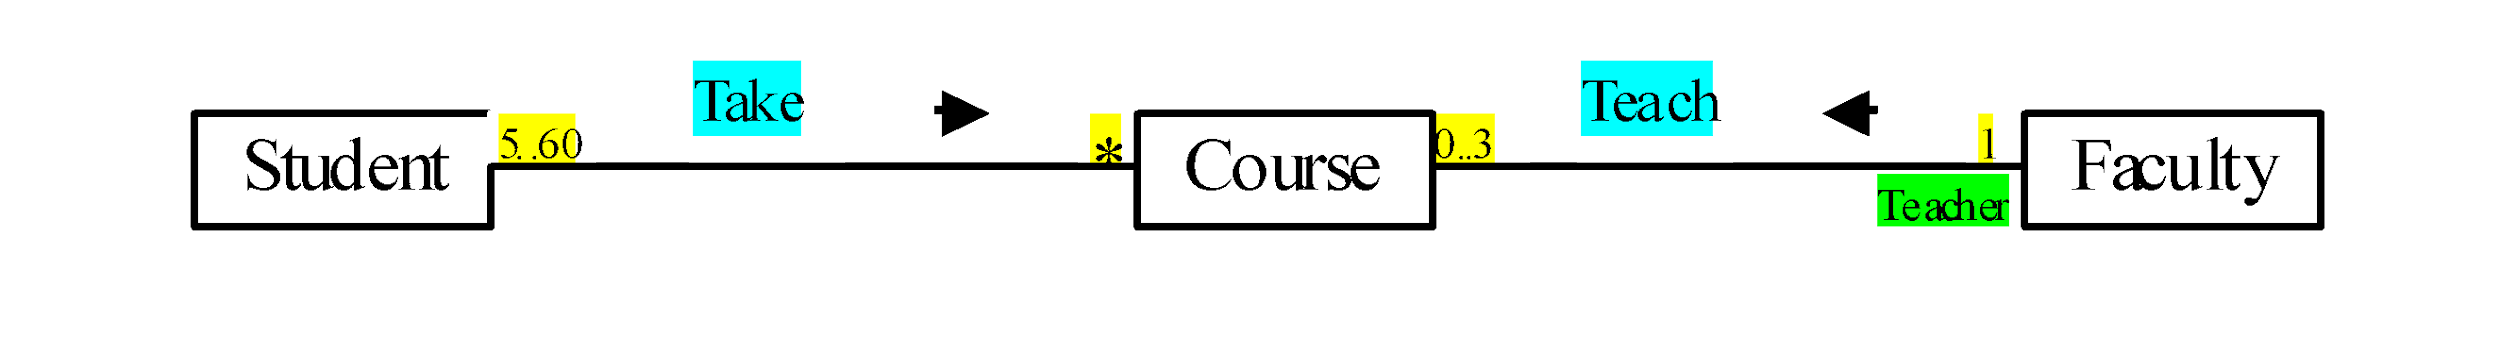 Take
Teach
5..60
*
0..3
1
Student
Course
Faculty
Teacher